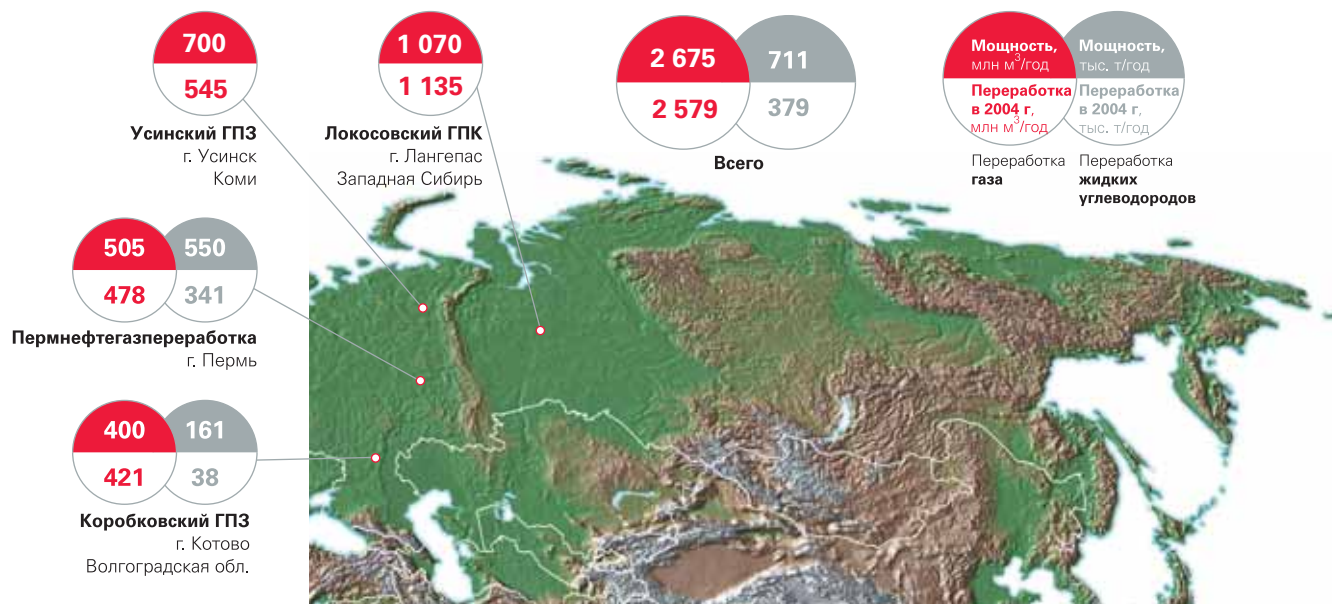 700
545
Усинский ГПЗ
г. Усинск
Коми
1 070
1 135
Локосовский ГПК
г. Лангепас
Западная Сибирь
2 675
711
2 579
379
Всего
Мощность,
млн м³/год
Мощность,
тыс. т/год
Переработка
в 2004 г,
млн м³/год
Переработка
в 2004 г,
тыс. т/год
Переработка
газа
Переработка
жидких
углеводородов
505
550
478
341
Пермнефтегазпереработка
г. Пермь
400
161
421
38
Коробковский ГПЗ
г. Котово
Волгоградская обл.